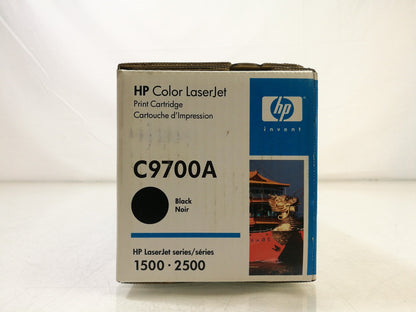 HP Color LaserJet
Print Cartridge
Cartouche d'Impression
hp
invent
C9700A
Black
Noir
HP LaserJet series/séries
1500 · 2500